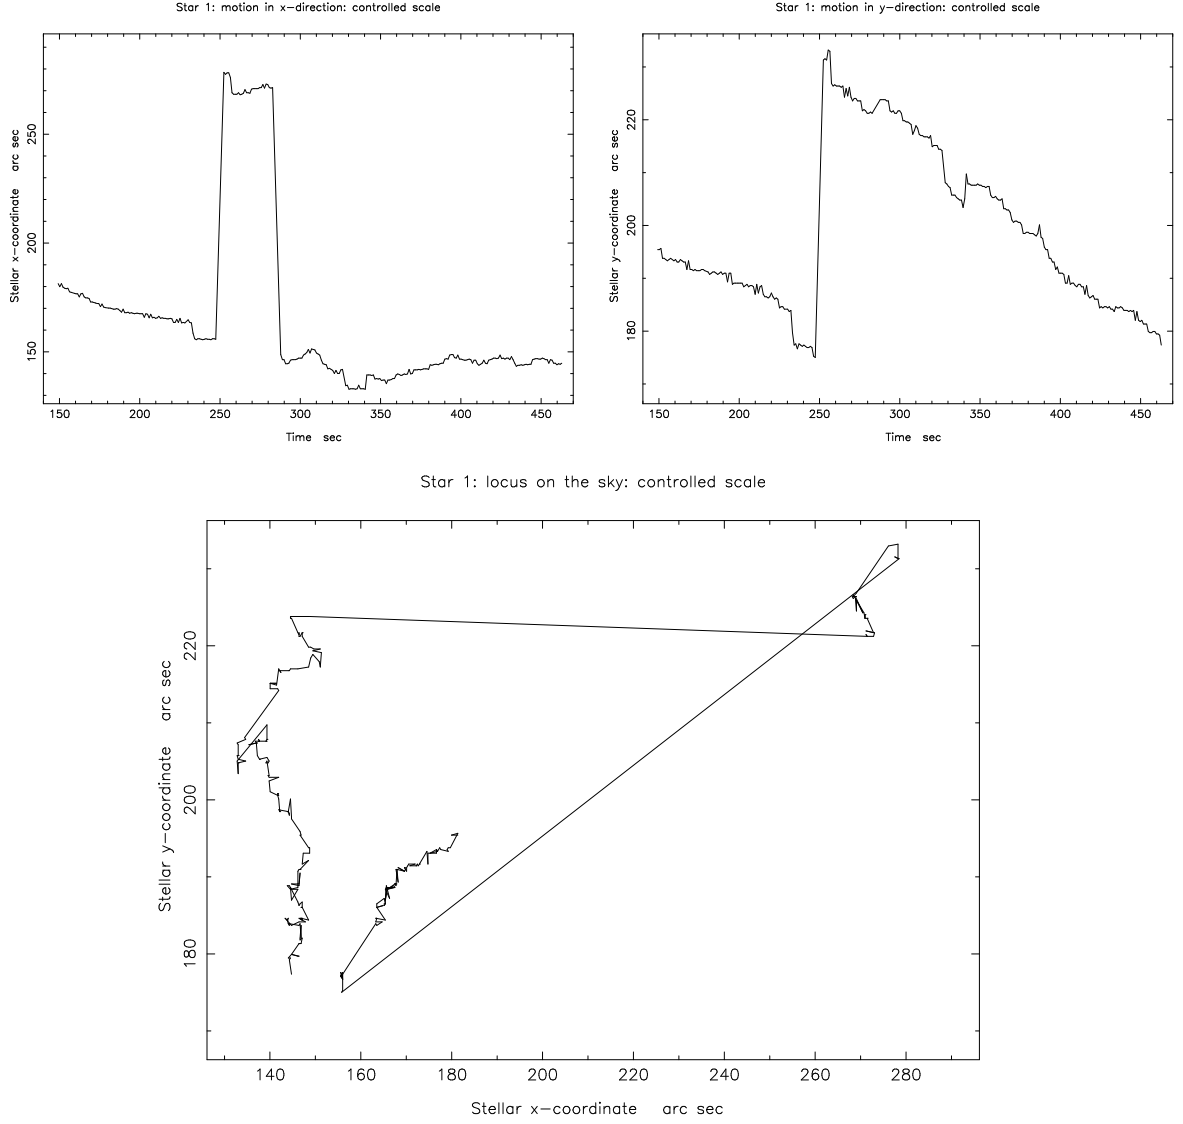 Star 1: motion in x-direction: controlled scale
Stellar x-coordinate arc sec
250
200
150
150 200 250 300 350 400 450
Time sec
Star 1: motion in y-direction: controlled scale
Stellar y-coordinate arc sec
220
200
180
150 200 250 300 350 400 450
Time sec
Star 1: locus on the sky: controlled scale
Stellar y-coordinate arc sec
220
200
180
140 160 180 200 220 240 260 280
Stellar x-coordinate arc sec